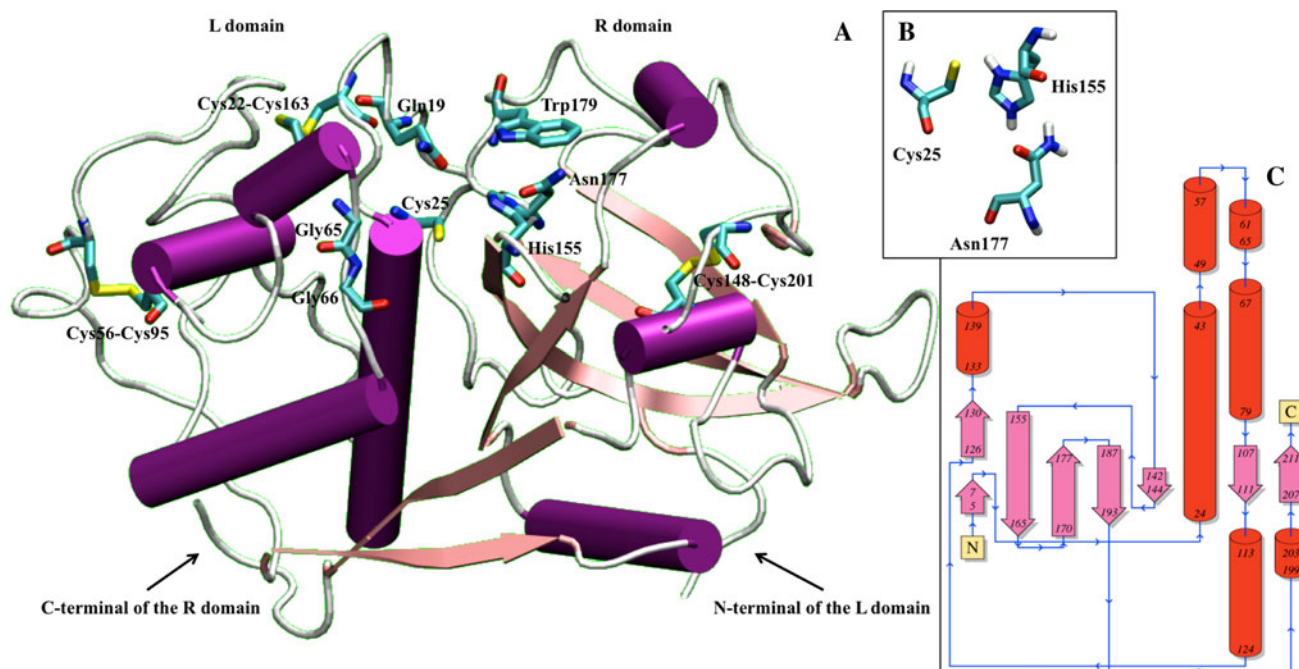 L domain
R domain
A
Cys22-Cys163
Gln19
Trp179
Asn177
Cys25
Gly65
His155
Gly66
Cys148-Cys201
Cys56-Cys95
C-terminal of the R domain
N-terminal of the L domain
B
His155
Cys25
Asn177
C
57
49
61
65
139
133
43
24
67
79
130
126
155
165
177
170
187
193
142
144
7
5
N
107
111
C
211
207
113
124
203
199